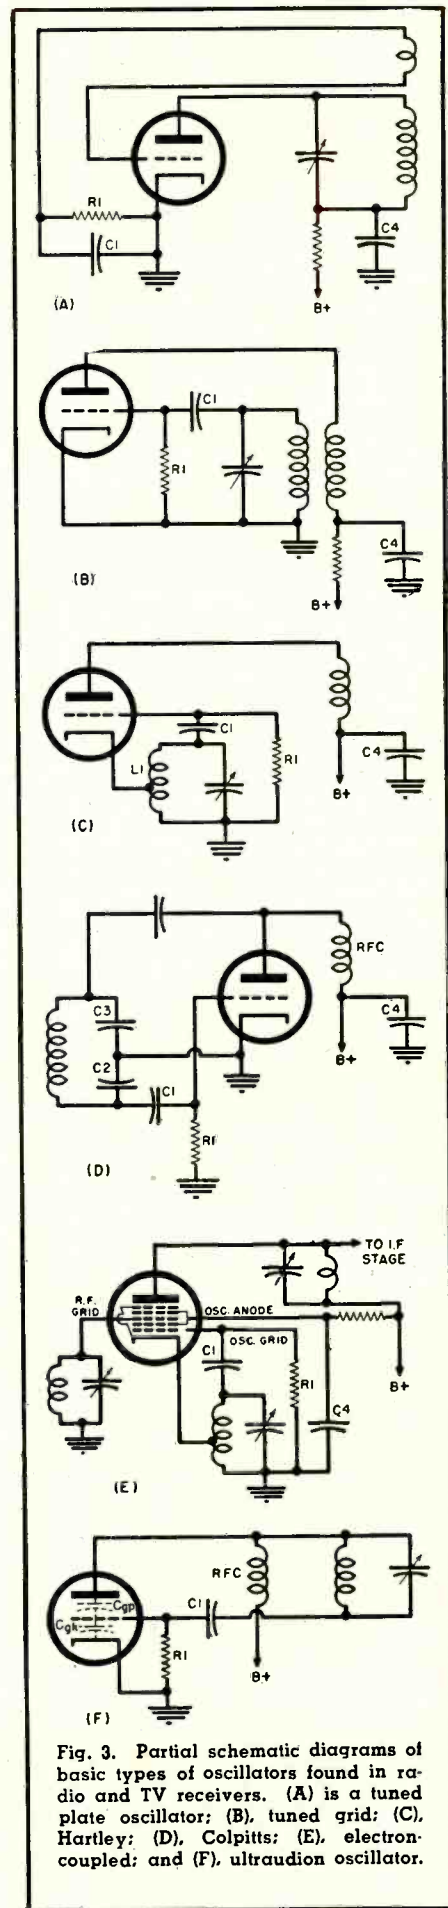 R1
C1
C4
B+
(A)
C1
R1
C4
B+
(B)
C1
L1
R1
C4
B+
(C)
RFC
C3
C4
C2
B+
C1
R1
(D)
TO I.F
STAGE
R.F.
GRID
OSC. ANODE
OSC. GRID
C1
R1
B+
C4
(E)
RFC
Cgp
C1
Cgk
R1
B+
(F)
Fig. 3. Partial schematic diagrams of
basic types of oscillators found in ra-
dio and TV receivers. (A) is a tuned
plate oscillator; (B), tuned grid; (C),
Hartley; (D), Colpitts; (E), electron-
coupled; and (F), ultraudion oscillator.